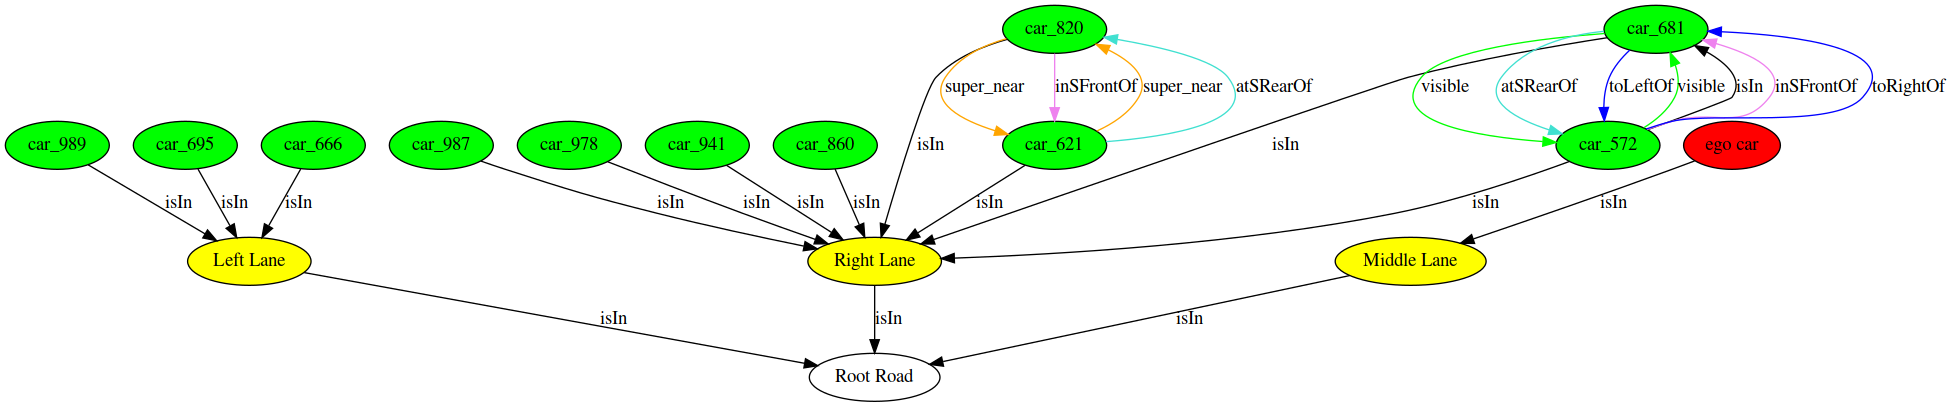 car_820
car_681
super_near
inSFrontOf
super_near
atSRearOf
visible
atSRearOf
toLeftOf
visible
isIn
inSFrontOf
toRightOf
car_989
car_695
car_666
car_987
car_978
car_941
car_860
isIn
car_621
isIn
car_572
ego car
isIn
isIn
isIn
isIn
isIn
isIn
isIn
isIn
isIn
isIn
Left Lane
Right Lane
Middle Lane
isIn
isIn
isIn
Root Road